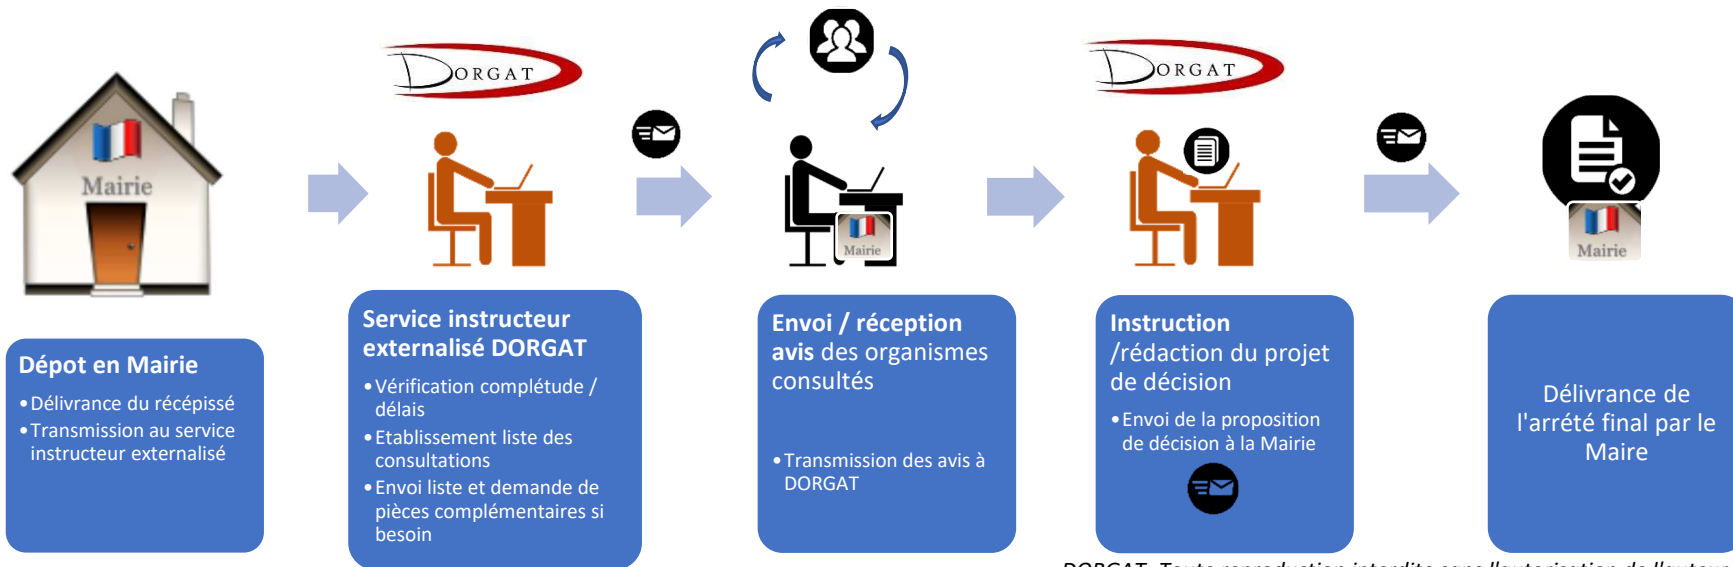 DORGAT
DORGAT
Mairie
Mairie
Mairie
Dépot en Mairie
•Délivrance du récépissé
•Transmission au service
instructeur externalisé
Service instructeur
externalisé DORGAT
•Vérification complétude /
délais
•Etablissement liste des
consultations
•Envoi liste et demande de
pièces complémentaires si
besoin
Envoi / réception
avis des organismes
consultés
•Transmission des avis à
DORGAT
Instruction
/rédaction du projet
de décision
•Envoi de la proposition
de décision à la Mairie
Délivrance de
l'arrété final par le
Maire